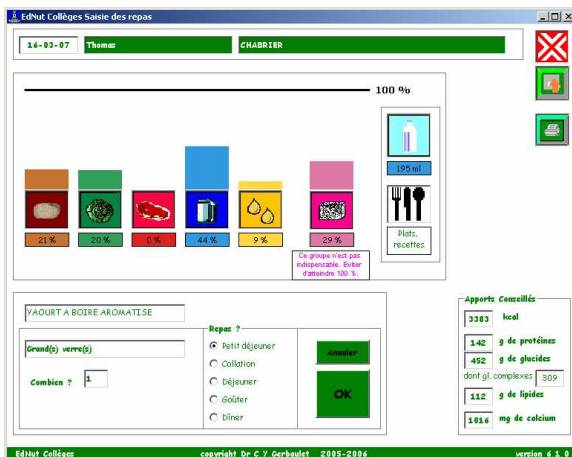 EdNut Collèges Saisie des repas
16-03-07 Thomas CHABRIER
100 %
195 ml
21 % 20 % 0 % 44 % 9 % 29 %
Plats, recettes
Ce groupe n'est pas indispensable. Eviter d'atteindre 100 %.
YAOURT A BOIRE AROMATISE
Grand(s) verre(s)
Combien ? 1
Repas ?
Petit déjeuner
Collation
Déjeuner
Goûter
Dîner
Annuler
OK
Apports Conseillés
3383 kcal
142 g de protéines
452 g de glucides
dont gl. complexes 309
112 g de lipides
1016 mg de calcium
EdNut Collèges copyright Dr C Y Gerboulet 2005-2006 version 6 1 0